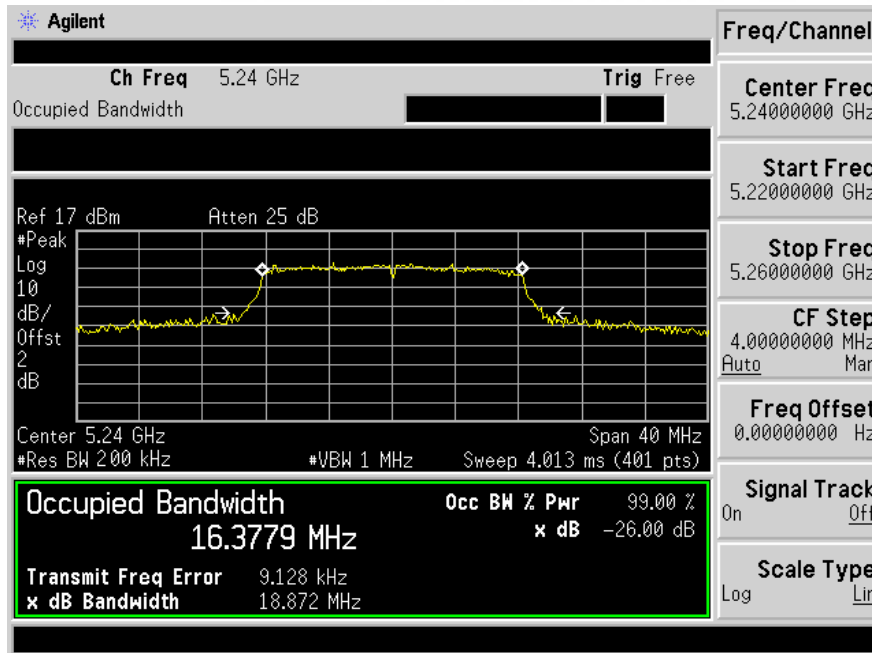 Agilent
Freq/Channel
Ch Freq 5.24 GHz Trig Free
Occupied Bandwidth
Center Freq
5.24000000 GHz
Start Freq
5.22000000 GHz
Stop Freq
5.26000000 GHz
CF Step
4.00000000 MHz
Auto Man
Freq Offset
0.00000000 Hz
Signal Track
On Off
Scale Type
Log Lin
Ref 17 dBm Atten 25 dB
#Peak
Log
10
dB/
Offst
2
dB
Center 5.24 GHz Span 40 MHz
#Res BW 200 kHz #VBW 1 MHz Sweep 4.013 ms (401 pts)
Occupied Bandwidth
16.3779 MHz
Occ BW % Pwr 99.00 %
x dB -26.00 dB
Transmit Freq Error 9.128 kHz
x dB Bandwidth 18.872 MHz